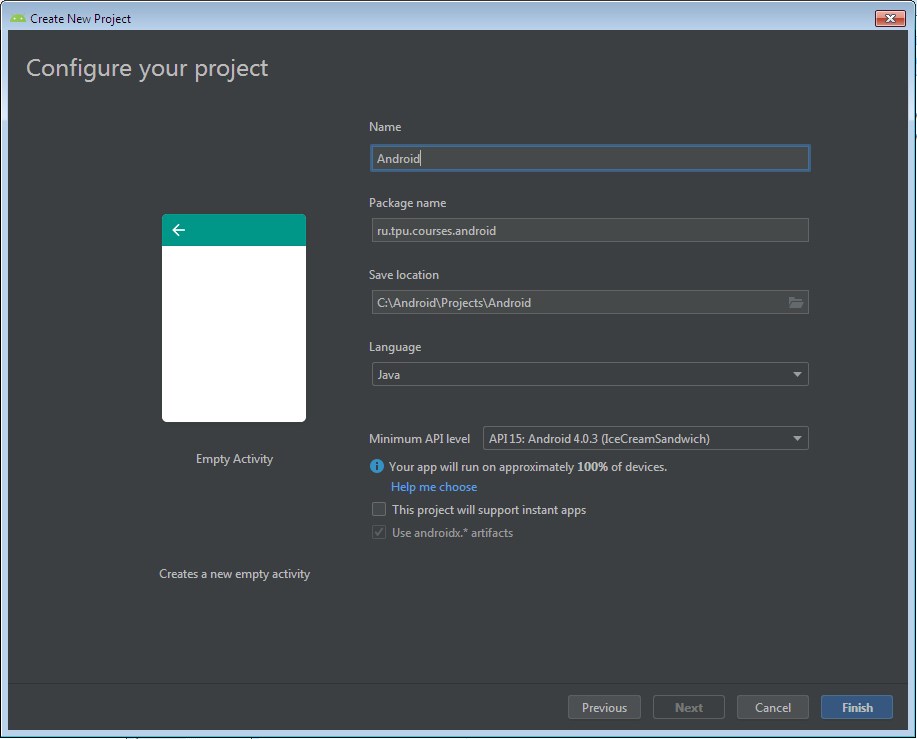 Create New Project
Configure your project
Name
Android
Package name
ru.tpu.courses.android
Save location
C:\Android\Projects\Android
Language
Java
Minimum API level API 15: Android 4.0.3 (IceCreamSandwich)
Your app will run on approximately 100% of devices.
Help me choose
This project will support instant apps
Use androidx.* artifacts
Empty Activity
Creates a new empty activity
Previous Next Cancel Finish